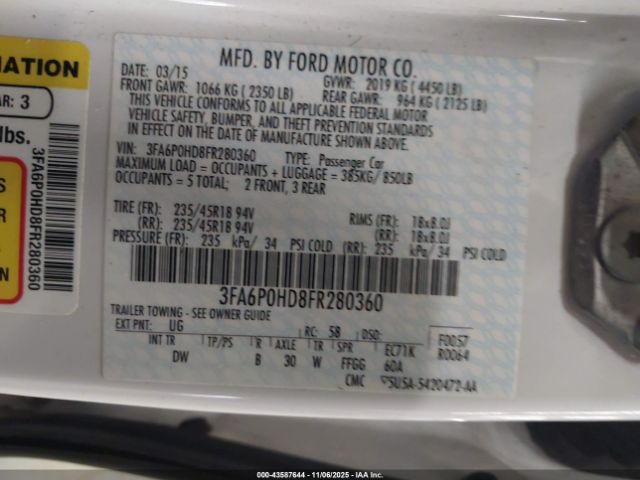 MATION
AR: 3
lbs.
S
S
N
3FA6P0HD8FR280360
MFD. BY FORD MOTOR CO.
DATE: 03/15 GVWR: 2019 KG ( 4450 LB)
FRONT GAWR: 1066 KG ( 2350 LB) REAR GAWR: 964 KG ( 2125 LB)
THIS VEHICLE CONFORMS TO ALL APPLICABLE FEDERAL MOTOR
VEHICLE SAFETY, BUMPER, AND THEFT PREVENTION STANDARDS
IN EFFECT ON THE DATE OF MANUFACTURE SHOWN ABOVE.
VIN: 3FA6P0HD8FR280360 TYPE: Passenger Car
MAXIMUM LOAD = OCCUPANTS + LUGGAGE = 385KG/ 850LB
OCCUPANTS = 5 TOTAL; 2 FRONT, 3 REAR
TIRE (FR): 235/45R18 94V RIMS (FR): 18x8.0J
(RR): 235/45R18 94V (RR): 18x8.0J
PRESSURE (FR): 235 kPa/ 34 PSI COLD (RR): 235 kPa/ 34 PSI COLD
3FA6P0HD8FR280360
TRAILER TOWING - SEE OWNER GUIDE
EXT PNT: UG RC: 58 DSO: F0057
INT TR TP/PS R AXLE TR SPR EC71K R0064
DW B 30 W FFGG 60A
CMC 5U5A-5420472-AA
000-43587644 - 11/06/2025 - IAA Inc.